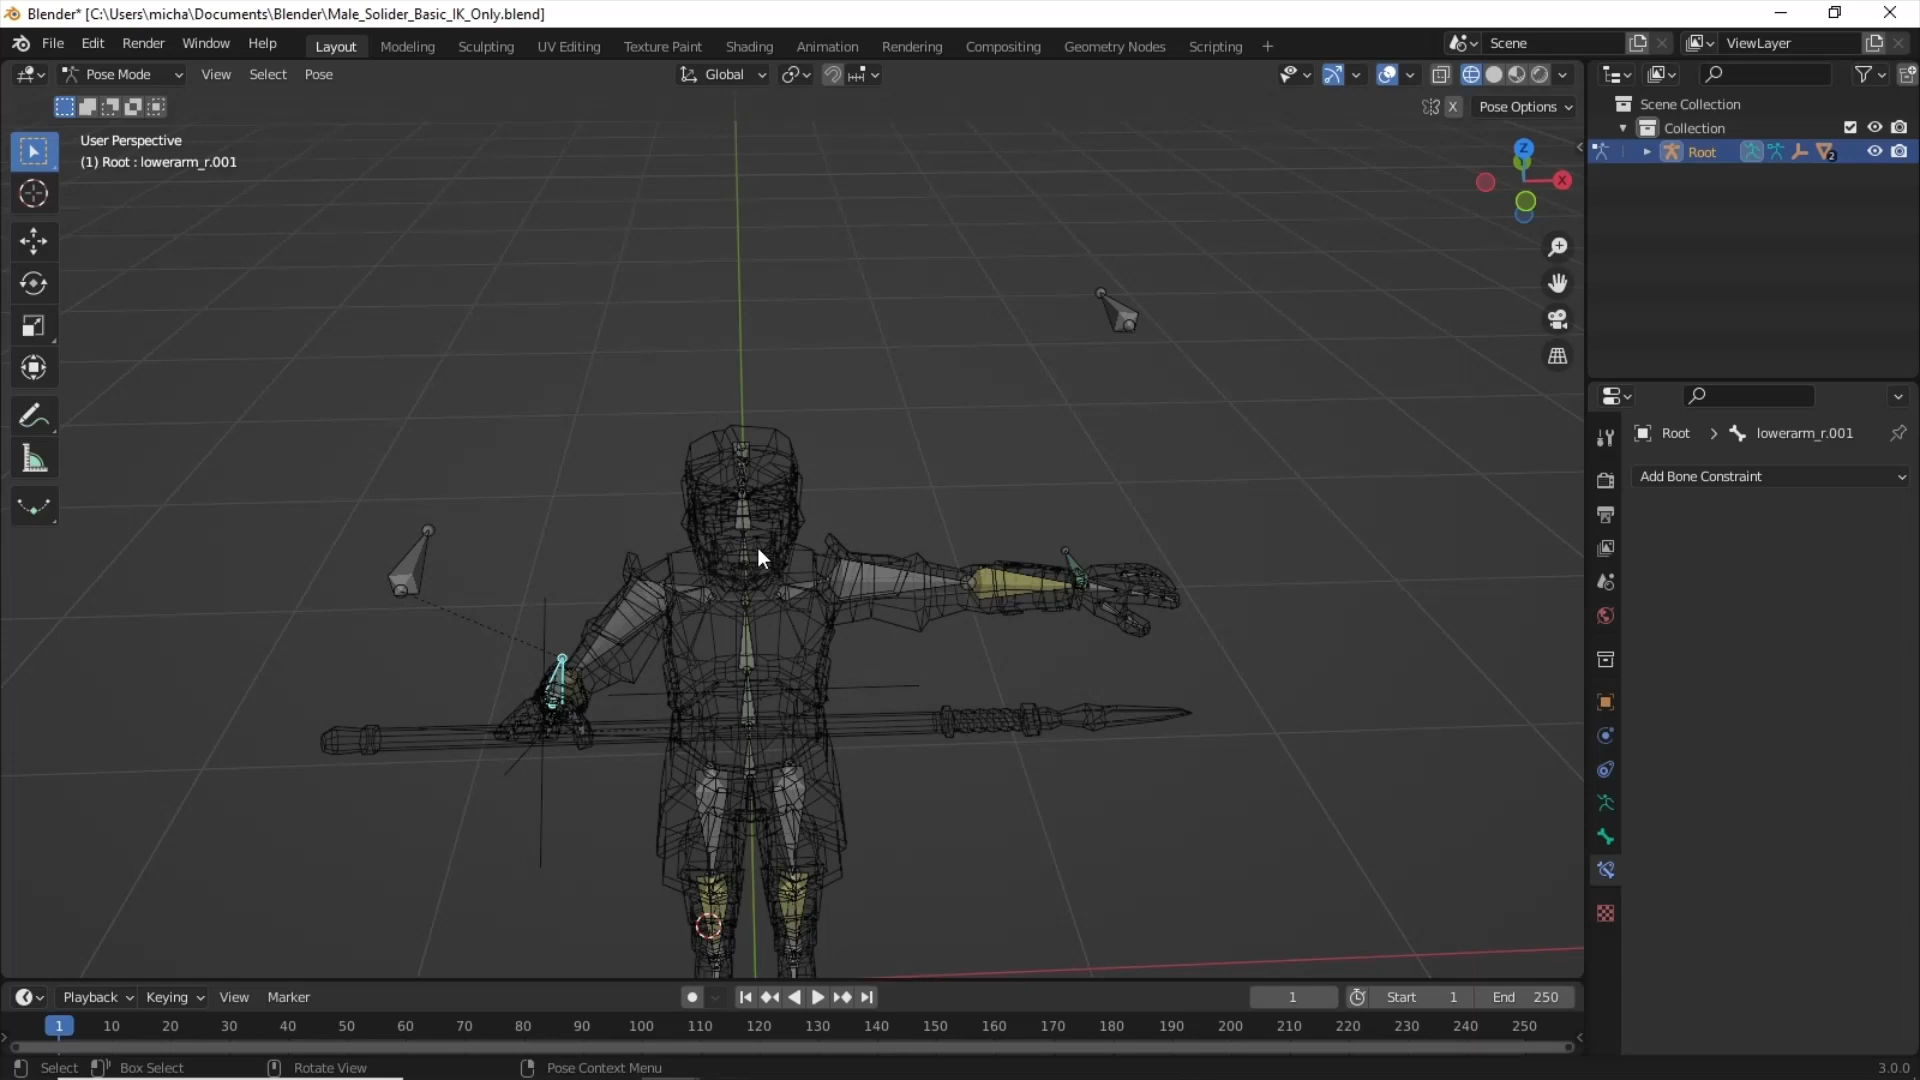 Blender* [C:\Users\micha\Documents\Blender\Male_Solider_Basic_IK_Only.blend]
File Edit Render Window Help Layout Modeling Sculpting UV Editing Texture Paint Shading Animation Rendering Compositing Geometry Nodes Scripting + Scene ViewLayer
Pose Mode View Select Pose Global
X Pose Options
User Perspective
(1) Root : lowerarm_r.001
Z
X
Scene Collection
Collection
Root 2
Root > lowerarm_r.001
Add Bone Constraint
Playback Keying View Marker 1 Start 1 End 250
1 10 20 30 40 50 60 70 80 90 100 110 120 130 140 150 160 170 180 190 200 210 220 230 240 250
Select Box Select Rotate View Pose Context Menu 3.0.0